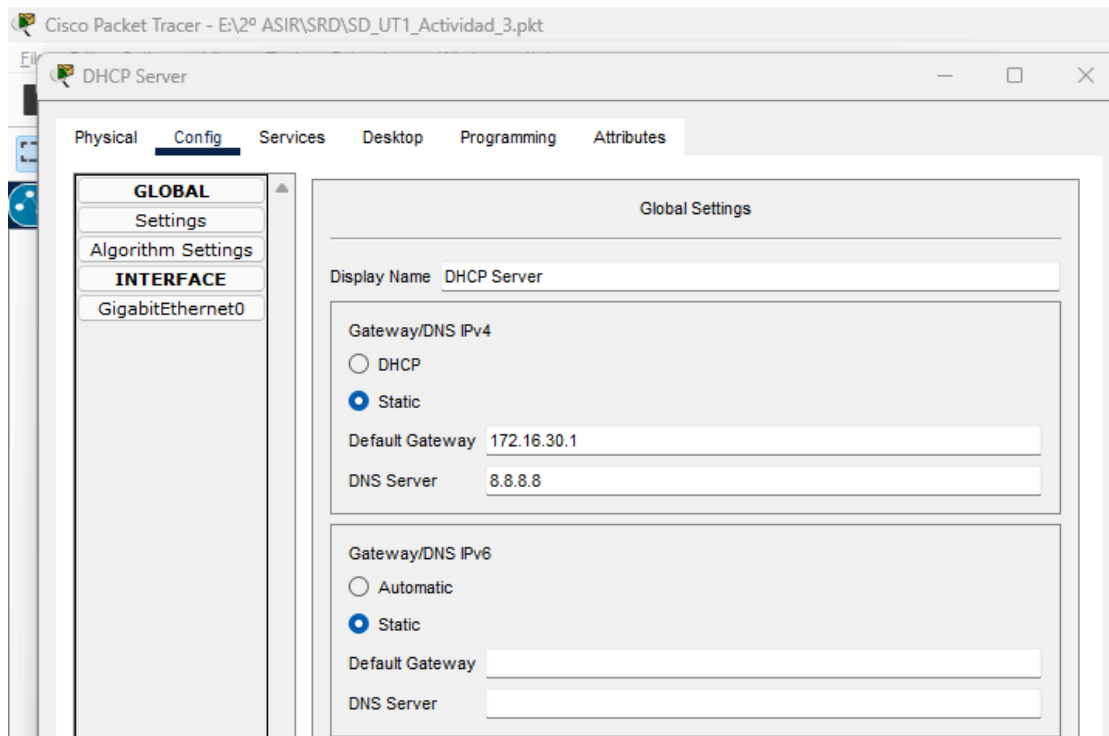 Cisco Packet Tracer - E:\2º ASIR\SRD\SD_UT1_Actividad_3.pkt
DHCP Server
Physical Config Services Desktop Programming Attributes
GLOBAL
Settings
Algorithm Settings
INTERFACE
GigabitEthernet0
Global Settings
Display Name DHCP Server
Gateway/DNS IPv4
DHCP
Static
Default Gateway 172.16.30.1
DNS Server 8.8.8.8
Gateway/DNS IPv6
Automatic
Static
Default Gateway
DNS Server